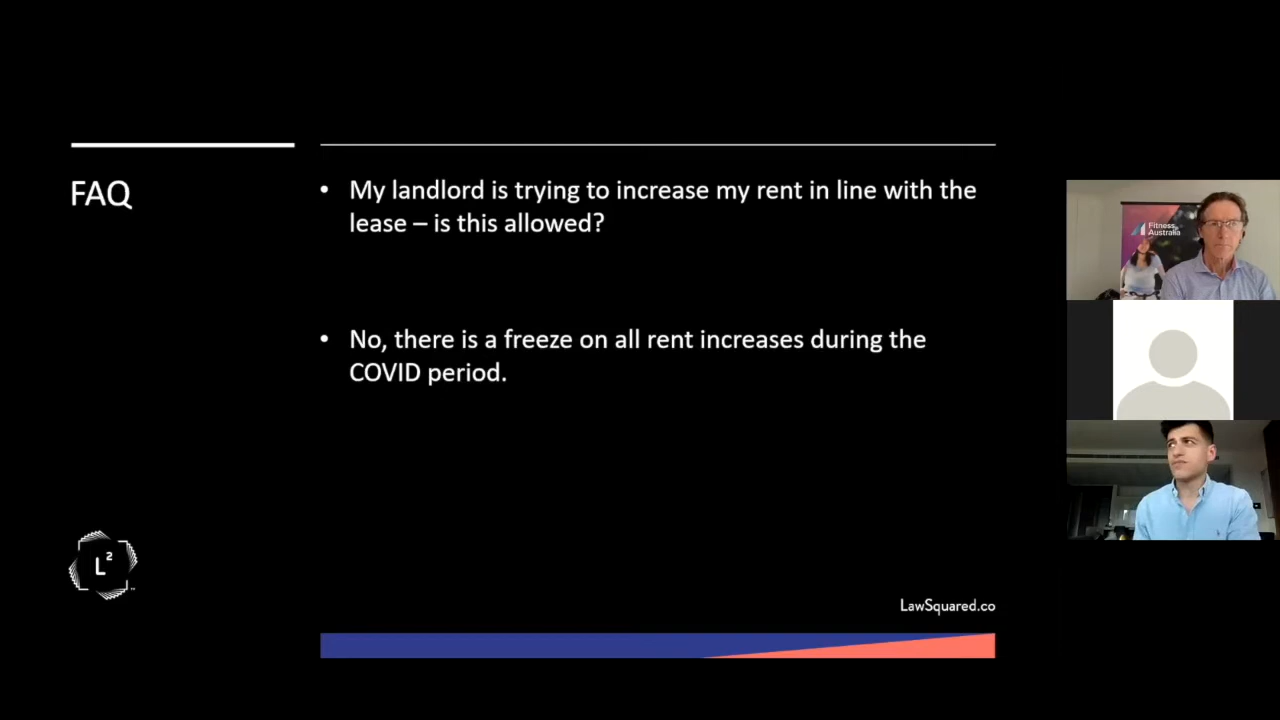 FAQ
• My landlord is trying to increase my rent in line with the
lease – is this allowed?
• No, there is a freeze on all rent increases during the
COVID period.
Fitness
Australia
L²
LawSquared.co